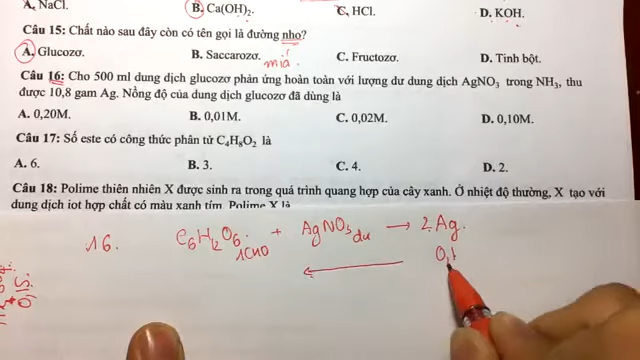 A. NaCl. B. Ca(OH)₂. C. HCl. D. KOH.
Câu 15: Chất nào sau đây còn có tên gọi là đường nho?
A. Glucozơ. B. Saccarozơ. C. Fructozơ. D. Tinh bột.
mía
Câu 16: Cho 500 ml dung dịch glucozơ phản ứng hoàn toàn với lượng dư dung dịch AgNO₃ trong NH₃, thu
được 10,8 gam Ag. Nồng độ của dung dịch glucozơ đã dùng là
A. 0,20M. B. 0,01M. C. 0,02M. D. 0,10M.
Câu 17: Số este có công thức phân tử C₄H₈O₂ là
A. 6. B. 3. C. 4. D. 2.
Câu 18: Polime thiên nhiên X được sinh ra trong quá trình quang hợp của cây xanh. Ở nhiệt độ thường, X tạo với
dung dịch iot hợp chất có màu xanh tím. Polime X là
16. C₆H₁₂O₆ + AgNO₃ dư → 2Ag.
1CHO
0,1